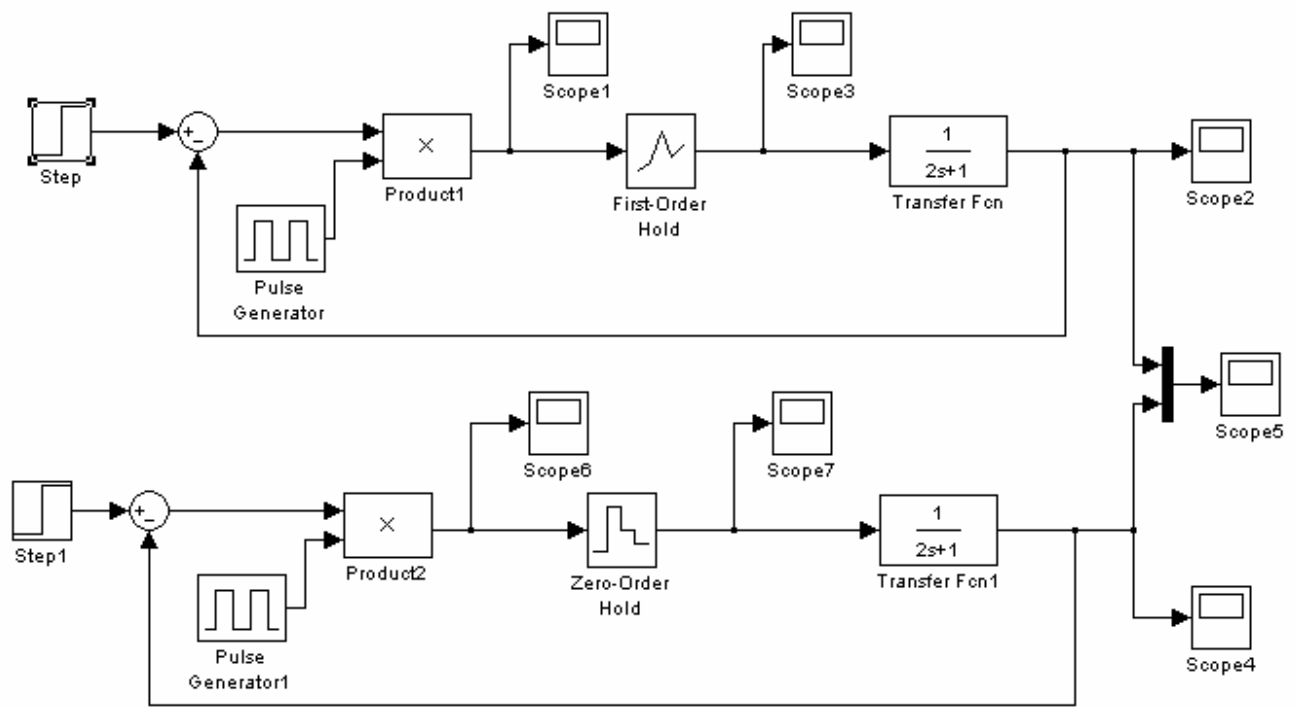 Scope1
Scope3
+
−
Step
×
Product1
First-Order
Hold
1
2s+1
Transfer Fcn
Scope2
Pulse
Generator
Scope5
Scope6
Scope7
+
−
Step1
×
Product2
Zero-Order
Hold
1
2s+1
Transfer Fcn1
Pulse
Generator1
Scope4